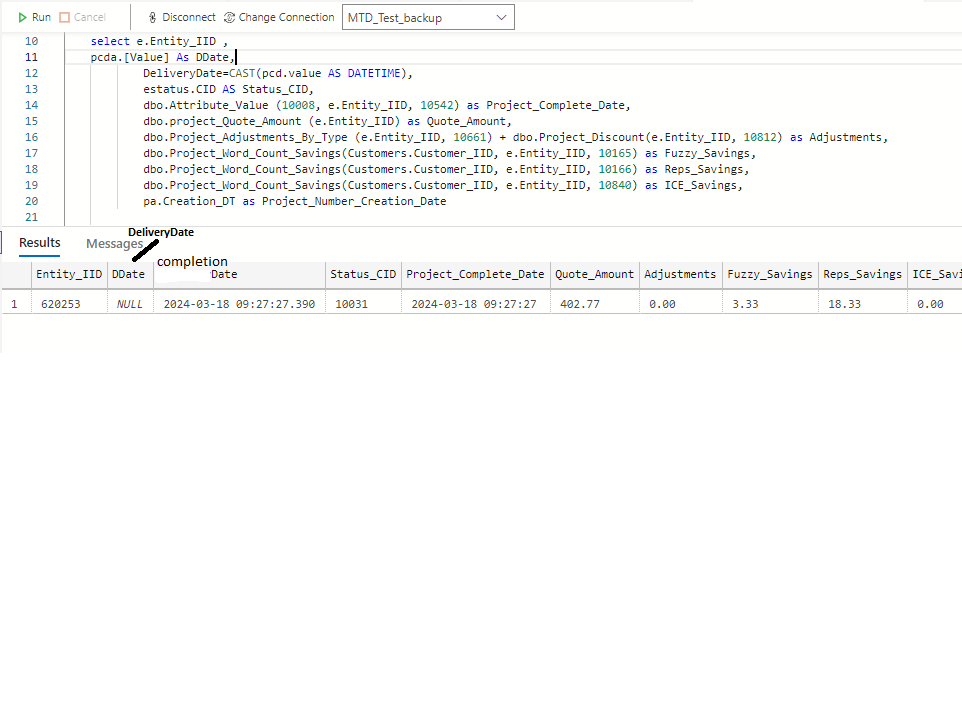 Run Cancel Disconnect Change Connection MTD_Test_backup
10 select e.Entity_IID ,
11 pcda.[Value] As DDate,
12 DeliveryDate=CAST(pcd.value AS DATETIME),
13 estatus.CID AS Status_CID,
14 dbo.Attribute_Value (10008, e.Entity_IID, 10542) as Project_Complete_Date,
15 dbo.project_Quote_Amount (e.Entity_IID) as Quote_Amount,
16 dbo.Project_Adjustments_By_Type (e.Entity_IID, 10661) + dbo.Project_Discount(e.Entity_IID, 10812) as Adjustments,
17 dbo.Project_Word_Count_Savings(Customers.Customer_IID, e.Entity_IID, 10165) as Fuzzy_Savings,
18 dbo.Project_Word_Count_Savings(Customers.Customer_IID, e.Entity_IID, 10166) as Reps_Savings,
19 dbo.Project_Word_Count_Savings(Customers.Customer_IID, e.Entity_IID, 10840) as ICE_Savings,
20 pa.Creation_DT as Project_Number_Creation_Date
21
DeliveryDate
Results Messages
completion
Entity_IID DDate Date Status_CID Project_Complete_Date Quote_Amount Adjustments Fuzzy_Savings Reps_Savings ICE_Savi
1 620253 NULL 2024-03-18 09:27:27.390 10031 2024-03-18 09:27:27 402.77 0.00 3.33 18.33 0.00